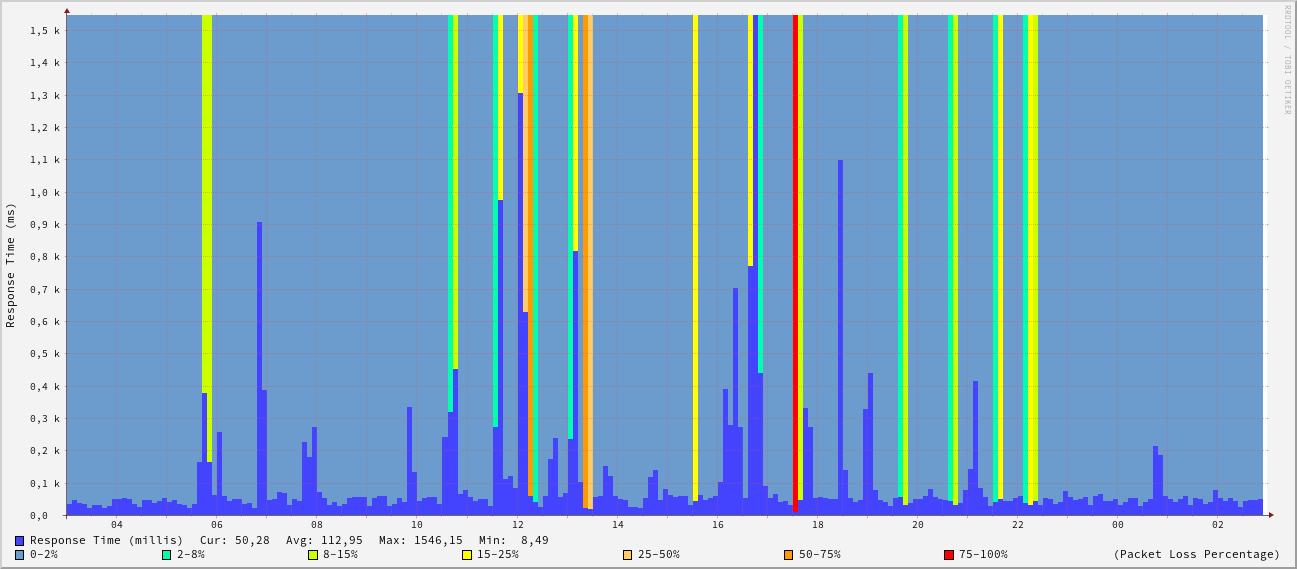 RRDTOOL / TOBI OETIKER
Response Time (ms)
1,5 k
1,4 k
1,3 k
1,2 k
1,1 k
1,0 k
0,9 k
0,8 k
0,7 k
0,6 k
0,5 k
0,4 k
0,3 k
0,2 k
0,1 k
0,0
04 06 08 10 12 14 16 18 20 22 00 02
Response Time (millis) Cur: 50,28 Avg: 112,95 Max: 1546,15 Min: 8,49
0-2% 2-8% 8-15% 15-25% 25-50% 50-75% 75-100% (Packet Loss Percentage)